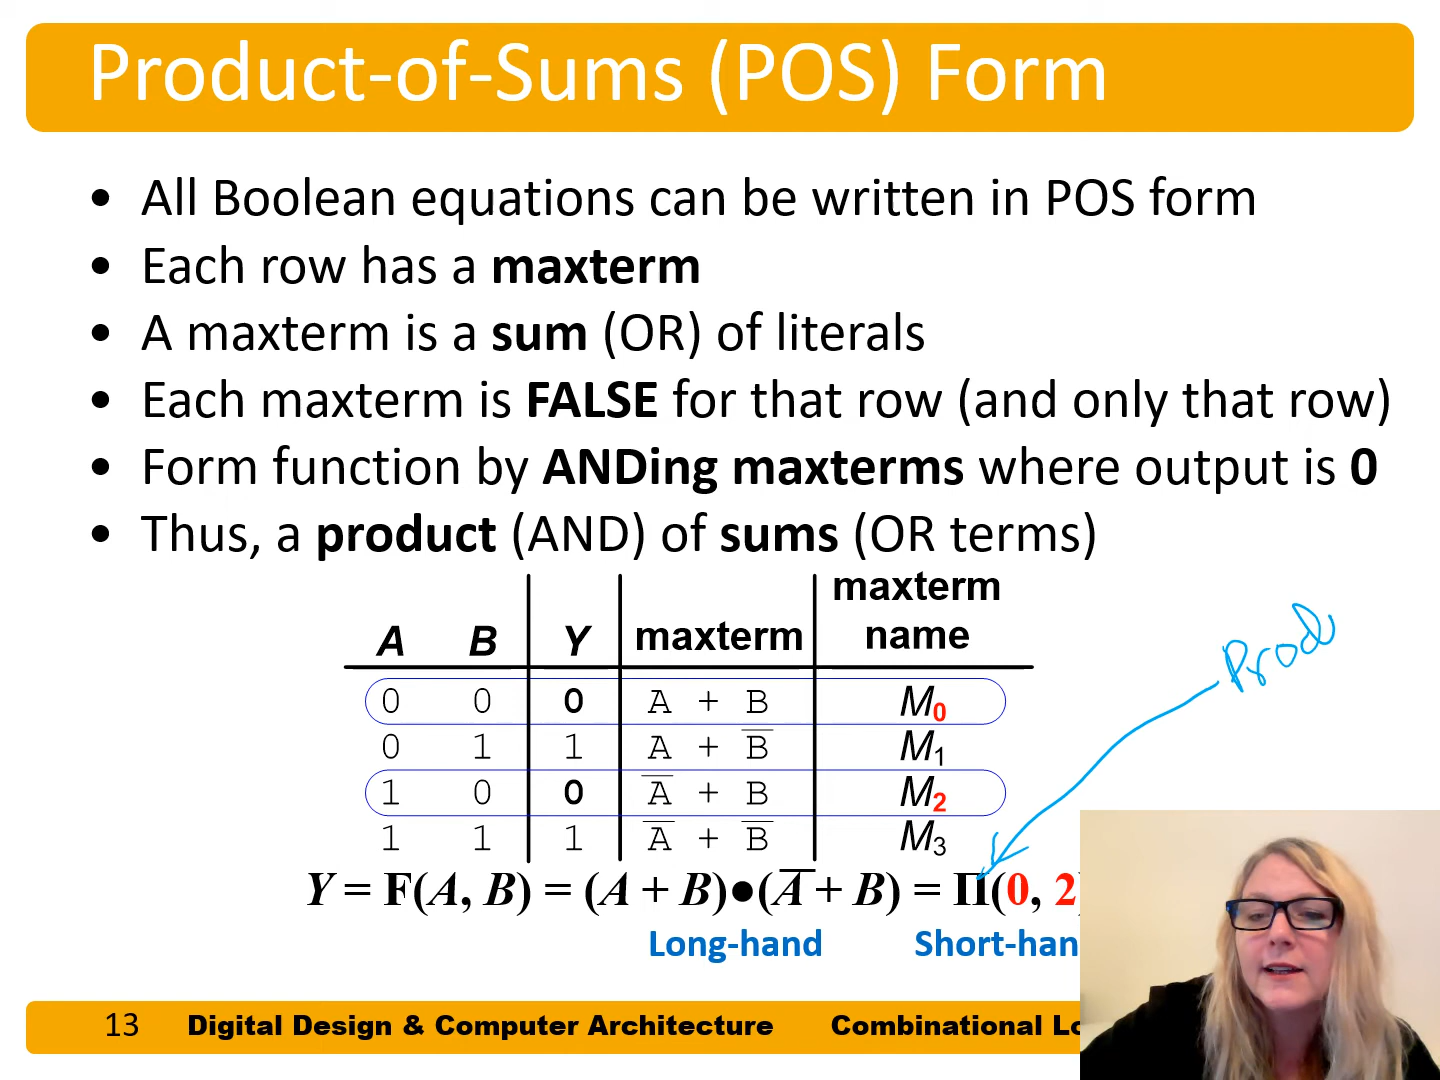 Product-of-Sums (POS) Form
• All Boolean equations can be written in POS form
• Each row has a maxterm
• A maxterm is a sum (OR) of literals
• Each maxterm is FALSE for that row (and only that row)
• Form function by ANDing maxterms where output is 0
• Thus, a product (AND) of sums (OR terms)
A B Y maxterm maxterm name
0 0 0 A + B M₀
0 1 1 A + B̅ M₁
1 0 0 A̅ + B M₂
1 1 1 A̅ + B̅ M₃
Prod
Y = F(A, B) = (A + B)●(A̅ + B) = Π(0, 2
Long-hand Short-han
13 Digital Design & Computer Architecture Combinational Lo